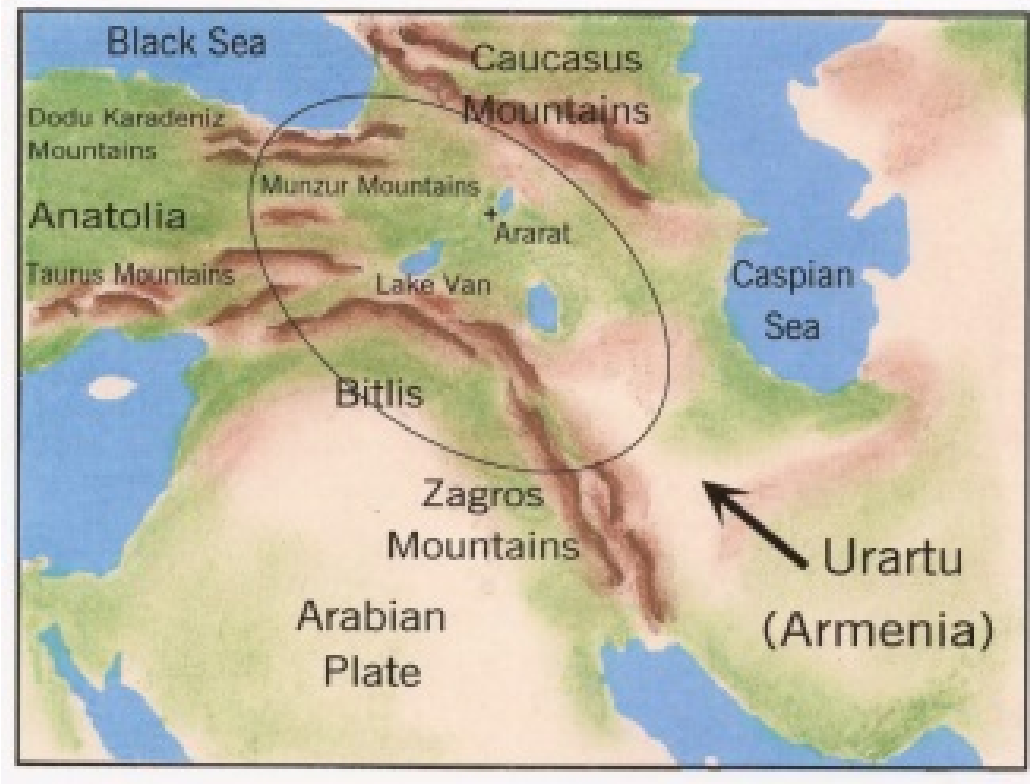 Black Sea
Caucasus
Mountains
Dodu Karadeniz
Mountains
Munzur Mountains
Anatolia
Ararat
Taurus Mountains
Lake Van
Caspian
Sea
Bitlis
Zagros
Mountains
Urartu
(Armenia)
Arabian
Plate